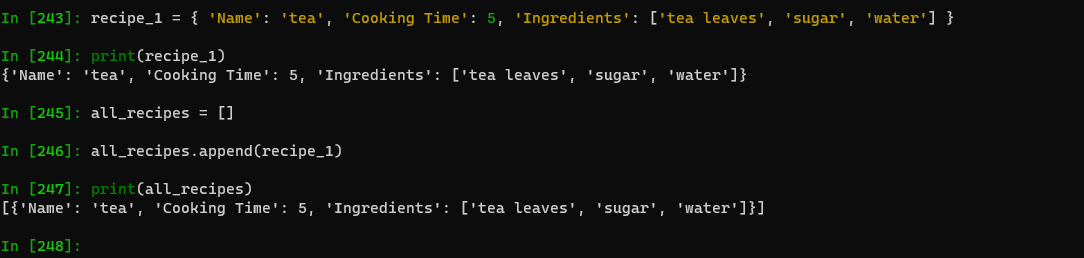 In [243]: recipe_1 = { 'Name': 'tea', 'Cooking Time': 5, 'Ingredients': ['tea leaves', 'sugar', 'water'] }
In [244]: print(recipe_1)
{'Name': 'tea', 'Cooking Time': 5, 'Ingredients': ['tea leaves', 'sugar', 'water']}
In [245]: all_recipes = []
In [246]: all_recipes.append(recipe_1)
In [247]: print(all_recipes)
[{'Name': 'tea', 'Cooking Time': 5, 'Ingredients': ['tea leaves', 'sugar', 'water']}]
In [248]: